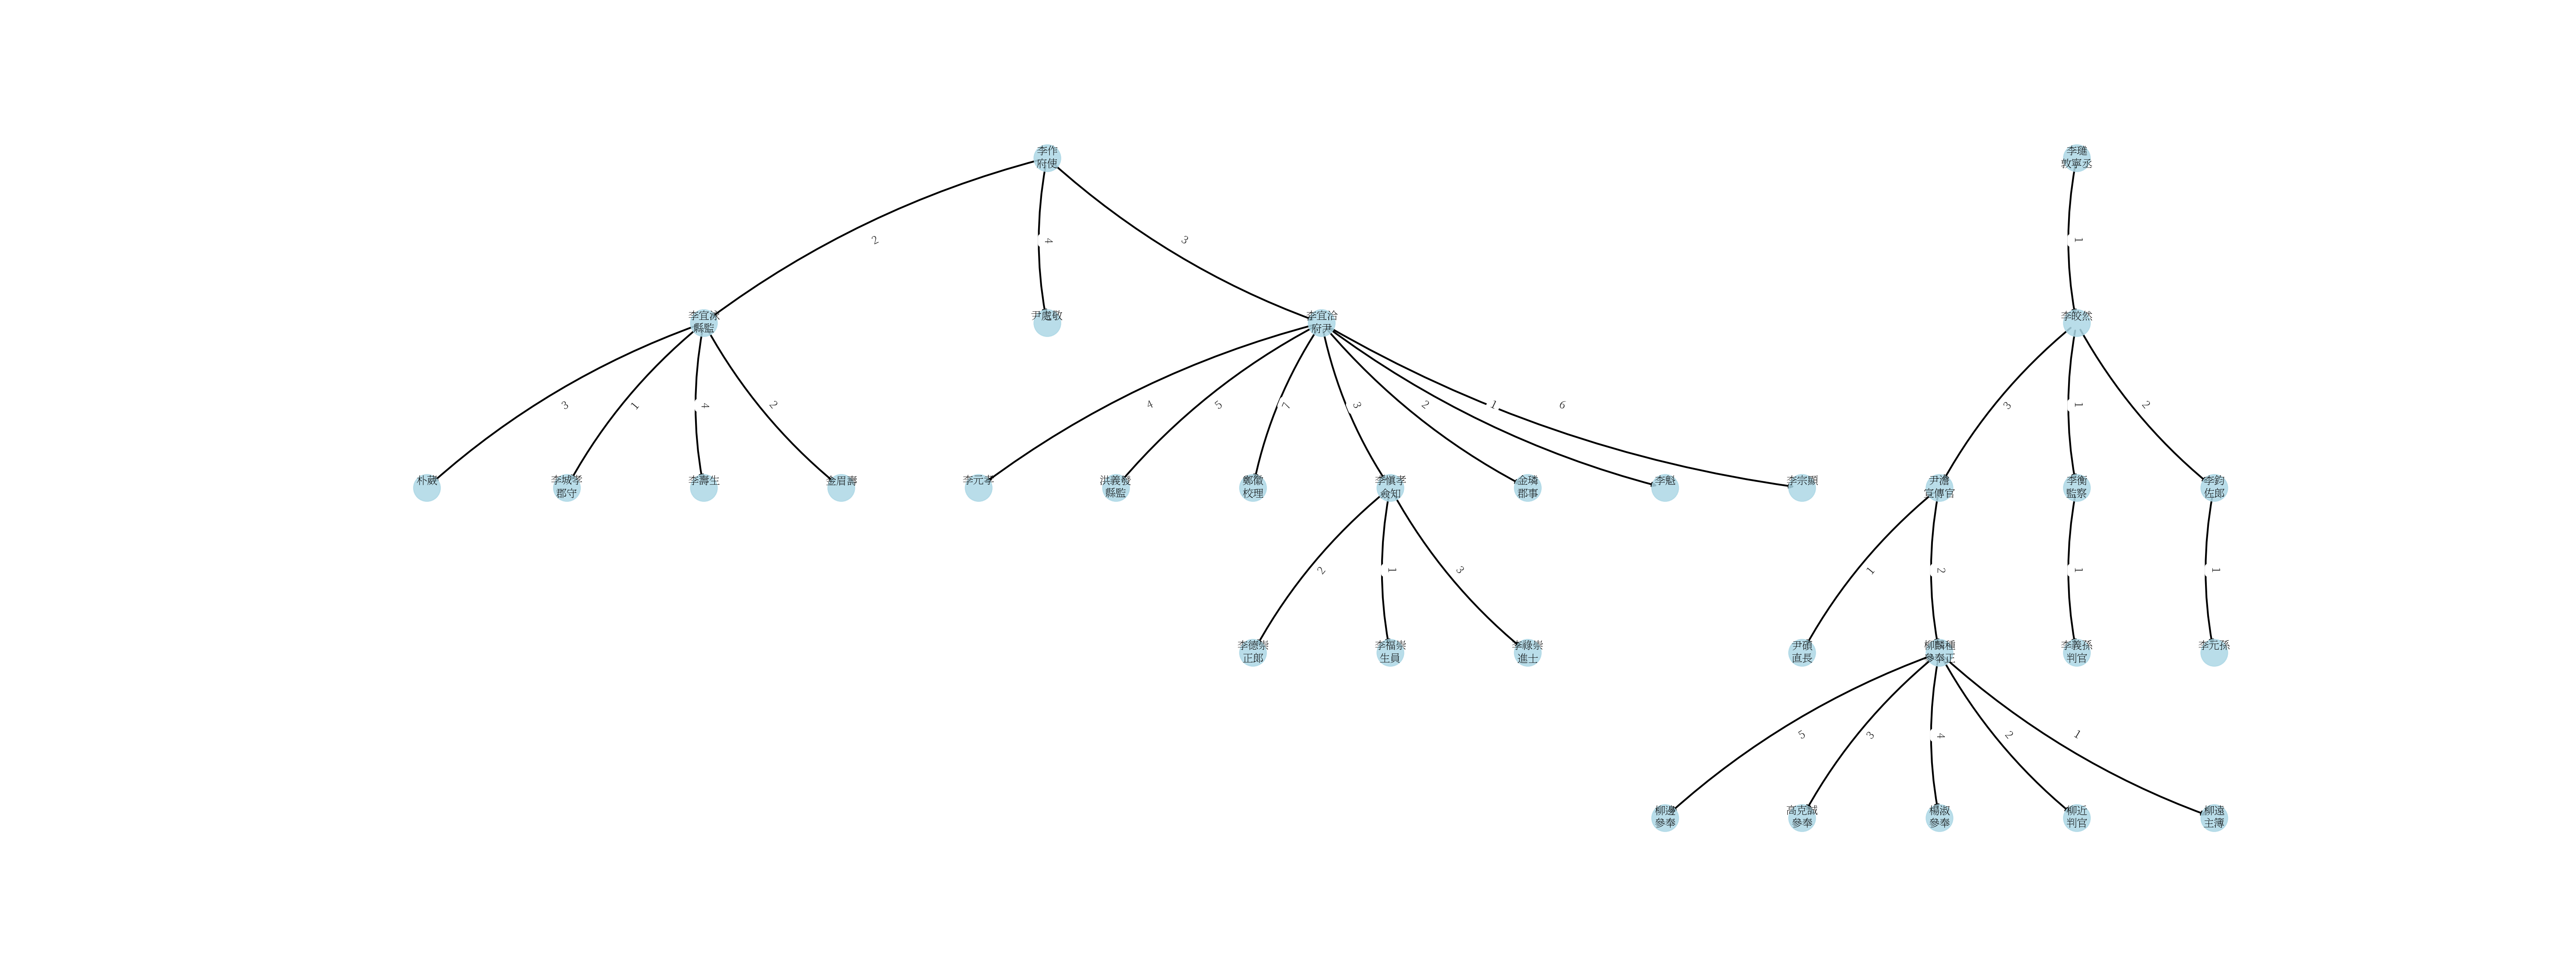 李作
府使
李璡
敦寧丞
2
4
3
1
李宜泳
縣監
尹處敬
李宜洽
府尹
李皎然
3
1
4
2
4
5
7
3
2
1
6
3
1
2
朴葳
李城孝
郡守
李壽生
金眉壽
李元孝
洪義發
縣監
鄭徽
校理
李愼孝
僉知
金璘
郡事
李魁
李宗顯
尹濡
宣傳官
李衡
監察
李鈞
佐郎
2
1
3
1
2
1
1
李德崇
正郎
李福崇
生員
李祿崇
進士
尹碩
直長
柳麟種
參奉正
李義孫
判官
李元孫
5
3
4
2
1
柳邊
參奉
高克誠
參奉
楊淑
參奉
柳近
判官
柳遠
主簿